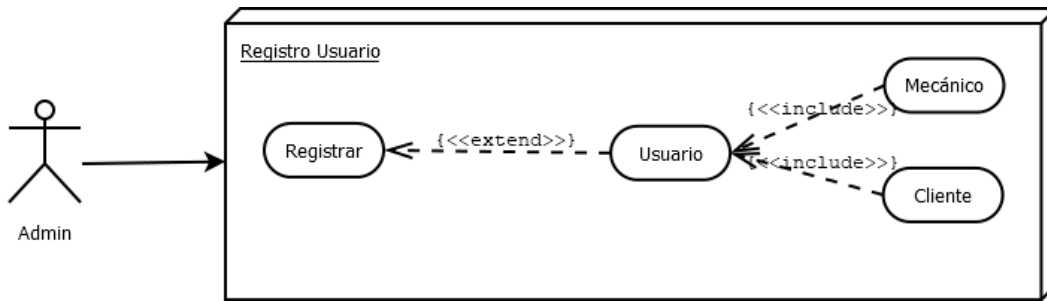 Registro Usuario
Mecánico
{<<include>>}
{<<extend>>}
Registrar
Usuario
{<<include>>}
Cliente
Admin